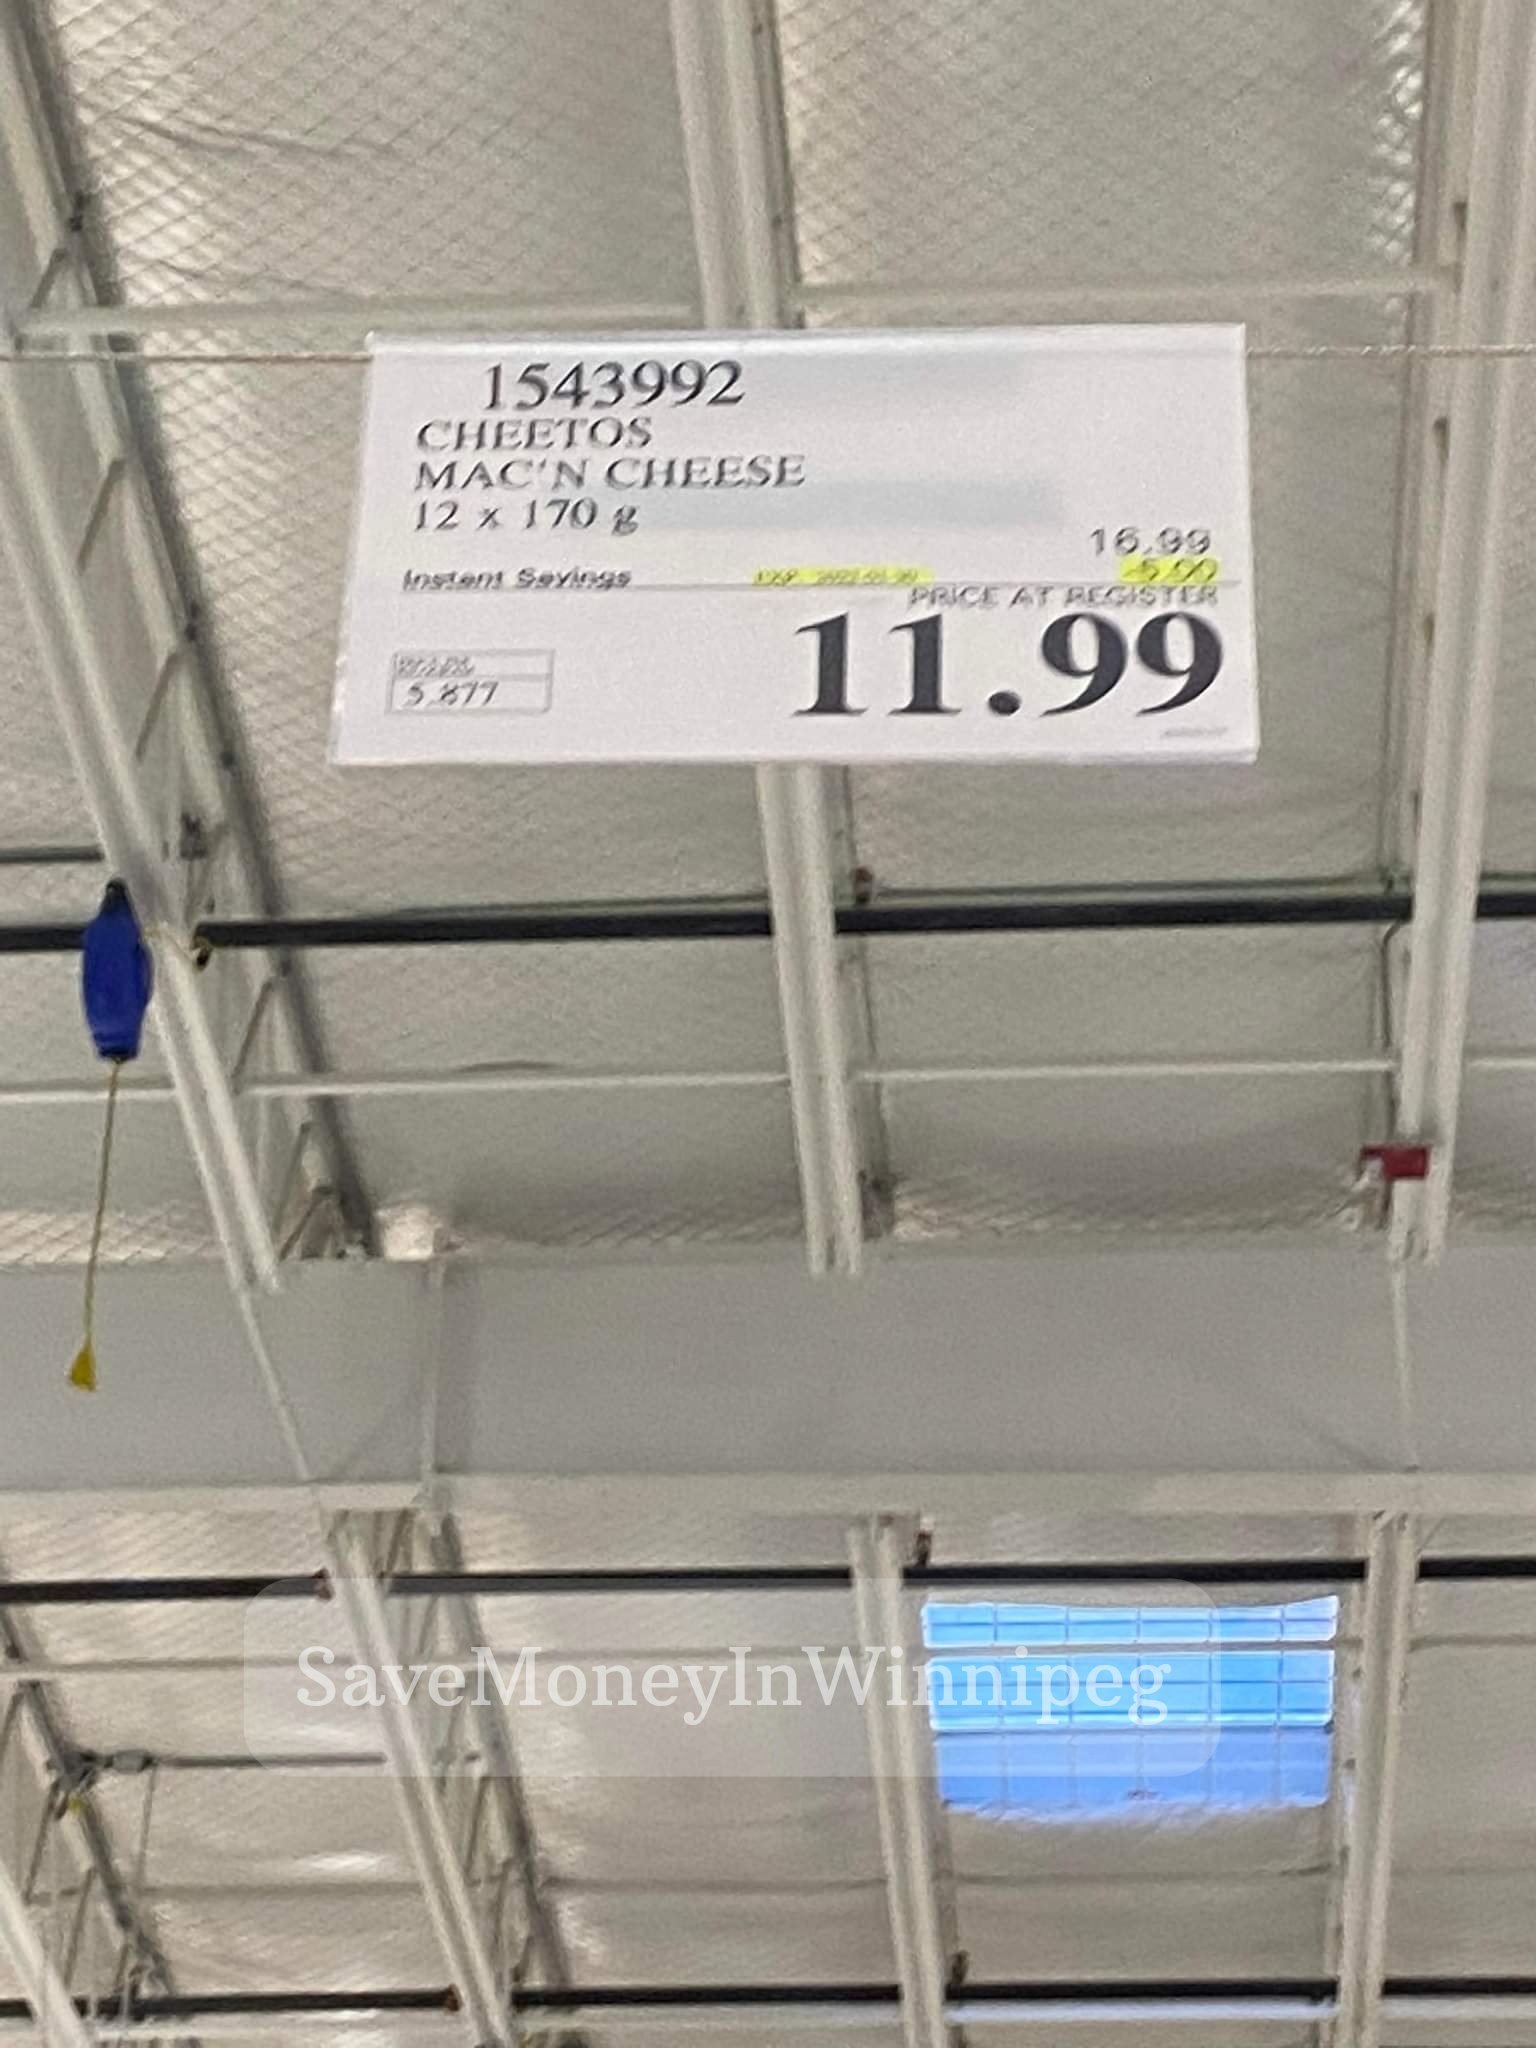 1543992
CHEETOS
MAC'N CHEESE
12 x 170 g
16.99
Instant Savings
-5.00
PRICE AT REGISTER
11.99
5.877
SaveMoneyInWinnipeg